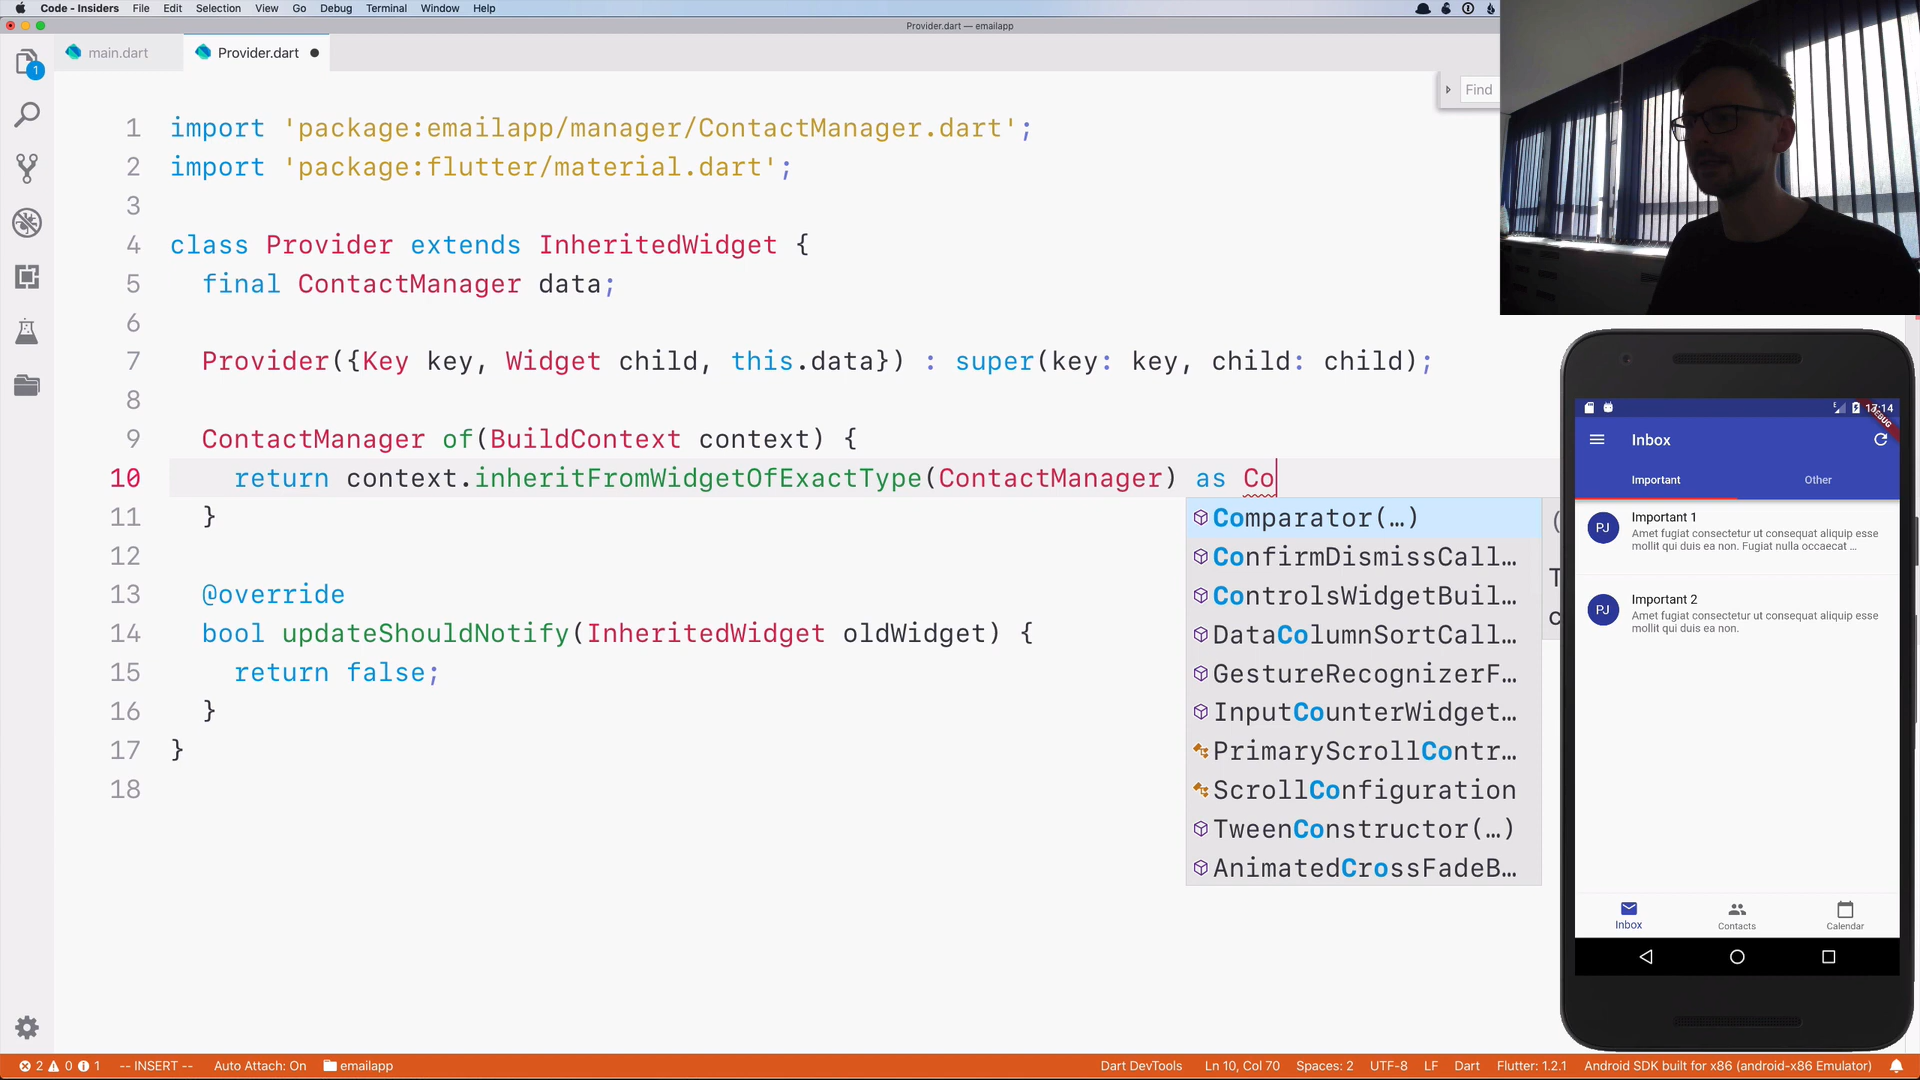 Code - Insiders File Edit Selection View Go Debug Terminal Window Help
Provider.dart — emailapp
main.dart
Provider.dart
1
Find
1 import 'package:emailapp/manager/ContactManager.dart';
2 import 'package:flutter/material.dart';
3
4 class Provider extends InheritedWidget {
5 final ContactManager data;
6
7 Provider({Key key, Widget child, this.data}) : super(key: key, child: child);
8
9 ContactManager of(BuildContext context) {
10 return context.inheritFromWidgetOfExactType(ContactManager) as Co
11 }
12
13 @override
14 bool updateShouldNotify(InheritedWidget oldWidget) {
15 return false;
16 }
17 }
18
Comparator(…)
ConfirmDismissCall…
ControlsWidgetBuil…
DataColumnSortCall…
GestureRecognizerF…
InputCounterWidget…
PrimaryScrollContr…
ScrollConfiguration
TweenConstructor(…)
AnimatedCrossFadeB…
17:14
DEBUG
Inbox
Important Other
PJ
Important 1
Amet fugiat consectetur ut consequat aliquip esse
mollit qui duis ea non. Fugiat nulla occaecat ...
PJ
Important 2
Amet fugiat consectetur ut consequat aliquip esse
mollit qui duis ea non.
Inbox Contacts Calendar
2 0 1 -- INSERT -- Auto Attach: On emailapp Dart DevTools Ln 10, Col 70 Spaces: 2 UTF-8 LF Dart Flutter: 1.2.1 Android SDK built for x86 (android-x86 Emulator)